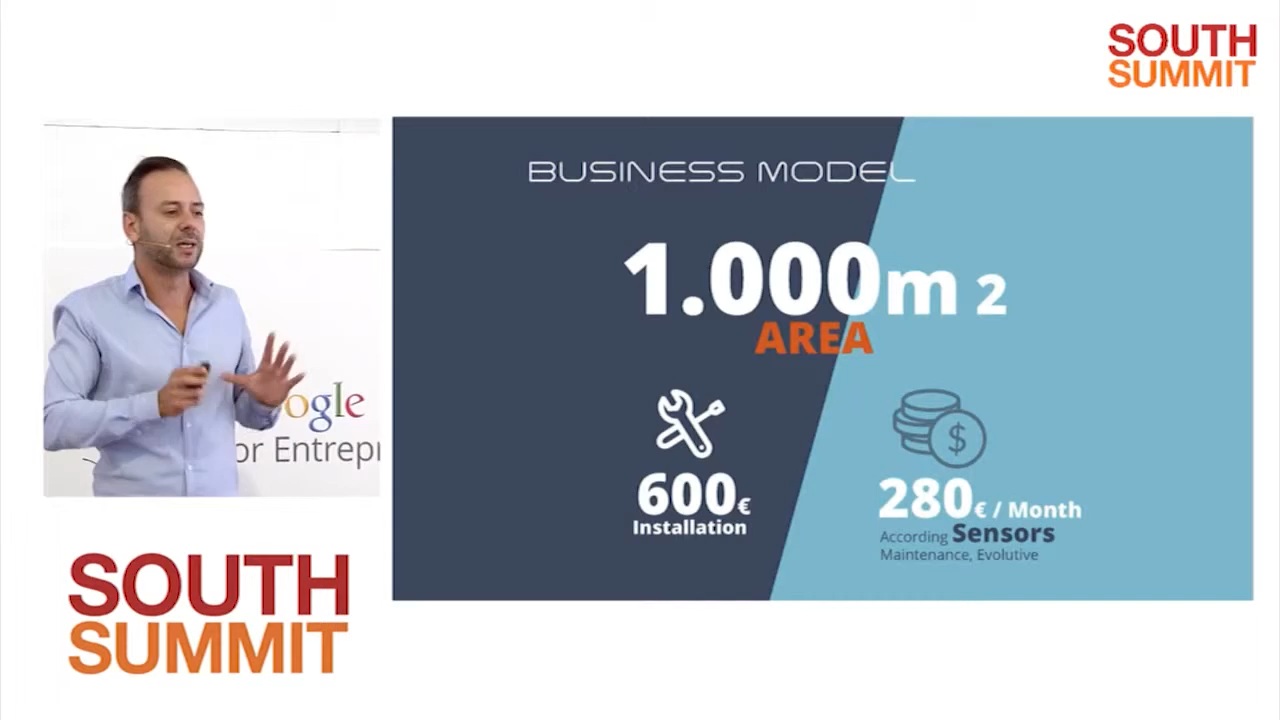 SOUTH
SUMMIT
BUSINESS MODEL
1.000m 2
AREA
600€
Installation
280€ / Month
According Sensors
Maintenance, Evolutive
ogle
or Entrepr
SOUTH
SUMMIT